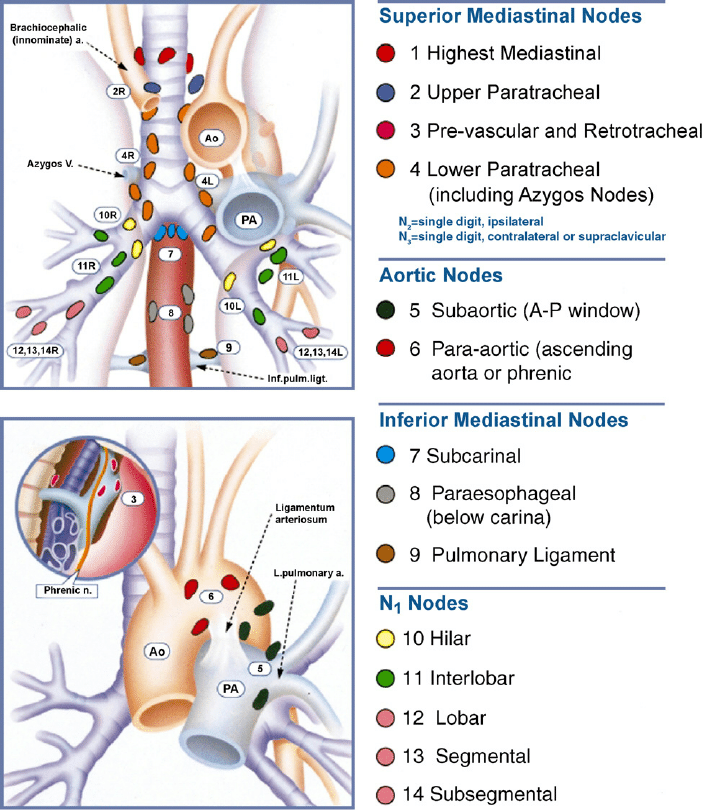 Brachiocephalic
(innominate) a.
2R
Ao
Azygos V.
4R
4L
PA
10R
7
11R
11L
10L
8
9
12,13,14R
12,13,14L
Inf.pulm.ligt.
3
Phrenic n.
Ligamentum
arteriosum
L.pulmonary a.
6
Ao
5
PA
Superior Mediastinal Nodes
1 Highest Mediastinal
2 Upper Paratracheal
3 Pre-vascular and Retrotracheal
4 Lower Paratracheal
(including Azygos Nodes)
N₂=single digit, ipsilateral
N₃=single digit, contralateral or supraclavicular
Aortic Nodes
5 Subaortic (A-P window)
6 Para-aortic (ascending
aorta or phrenic
Inferior Mediastinal Nodes
7 Subcarinal
8 Paraesophageal
(below carina)
9 Pulmonary Ligament
N₁ Nodes
10 Hilar
11 Interlobar
12 Lobar
13 Segmental
14 Subsegmental